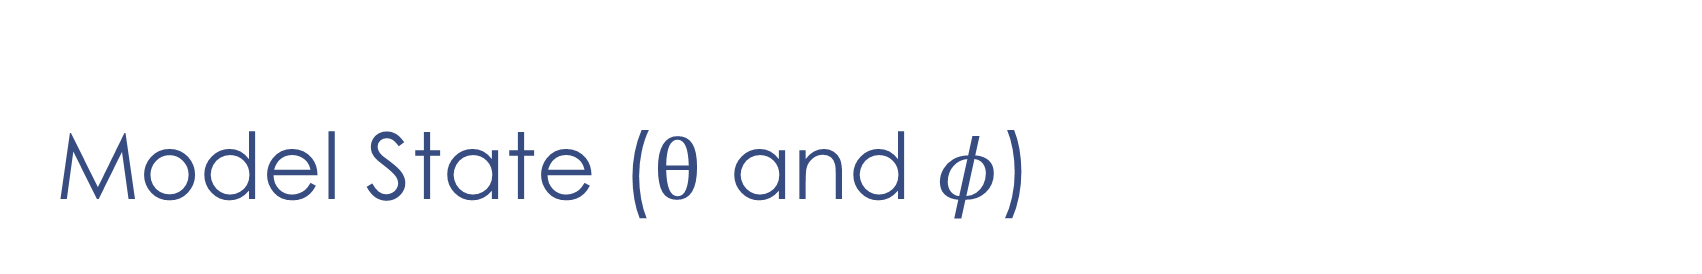 Model State (θ and ϕ)